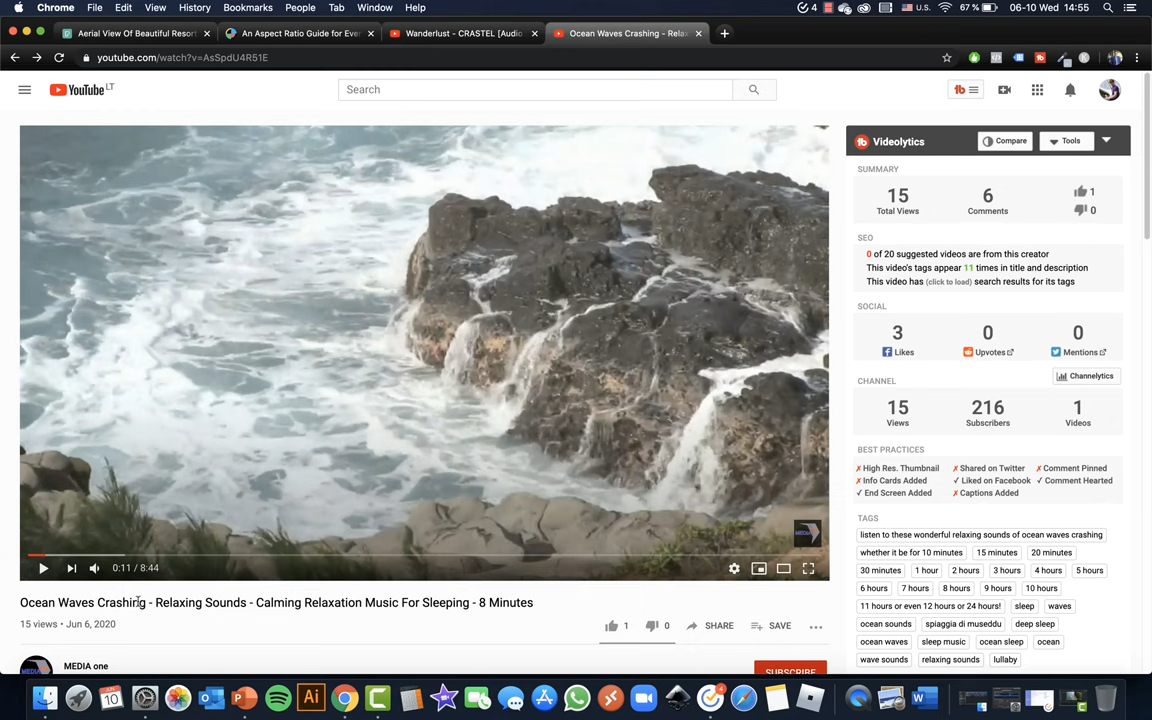 Chrome File Edit View History Bookmarks People Tab Window Help 4 U.S. 67 % 06-10 Wed 14:55
Aerial View Of Beautiful Resor × An Aspect Ratio Guide for Ever × Wanderlust - CRASTEL [Audio × Ocean Waves Crashing - Relax × +
youtube.com/watch?v=AsSpdU4R51E
YouTube LT Search tb
tb Videolytics Compare Tools
SUMMARY
15 6 1
Total Views Comments 0
SEO
0 of 20 suggested videos are from this creator
This video's tags appear 11 times in title and description
This video has (click to load) search results for its tags
SOCIAL
3 0 0
Likes Upvotes Mentions
Channelytics
CHANNEL
15 216 1
Views Subscribers Videos
BEST PRACTICES
✗ High Res. Thumbnail ✗ Shared on Twitter ✗ Comment Pinned
✗ Info Cards Added ✓ Liked on Facebook ✓ Comment Hearted
✓ End Screen Added ✗ Captions Added
TAGS
listen to these wonderful relaxing sounds of ocean waves crashing
whether it be for 10 minutes 15 minutes 20 minutes
30 minutes 1 hour 2 hours 3 hours 4 hours 5 hours
6 hours 7 hours 8 hours 9 hours 10 hours
11 hours or even 12 hours or 24 hours! sleep waves
ocean sounds spiaggia di museddu deep sleep
ocean waves sleep music ocean sleep ocean
wave sounds relaxing sounds lullaby
0:11 / 8:44
Ocean Waves Crashing - Relaxing Sounds - Calming Relaxation Music For Sleeping - 8 Minutes
15 views • Jun 6, 2020 1 0 SHARE SAVE
MEDIA one SUBSCRIBE